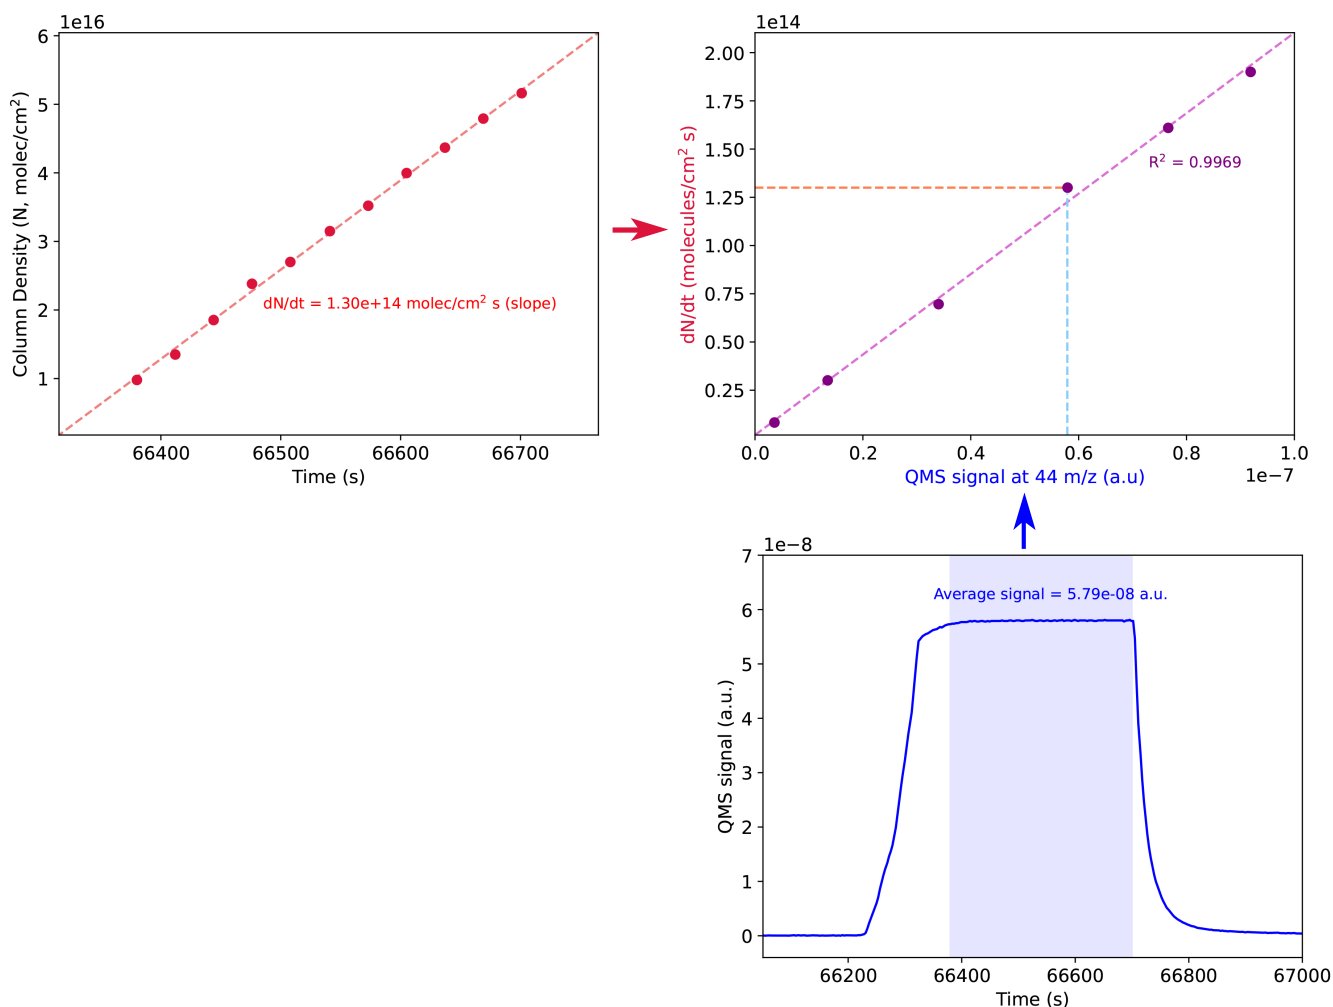 1e16
6
5
4
3
2
1
Column Density (N, molec/cm²)
dN/dt = 1.30e+14 molec/cm² s (slope)
66400 66500 66600 66700
Time (s)
1e14
2.00
1.75
1.50
1.25
1.00
0.75
0.50
0.25
dN/dt (molecules/cm² s)
R² = 0.9969
0.0 0.2 0.4 0.6 0.8 1.0
QMS signal at 44 m/z (a.u)
1e−7
1e−8
7
6
5
4
3
2
1
0
QMS signal (a.u.)
Average signal = 5.79e-08 a.u.
66200 66400 66600 66800 67000
Time (s)